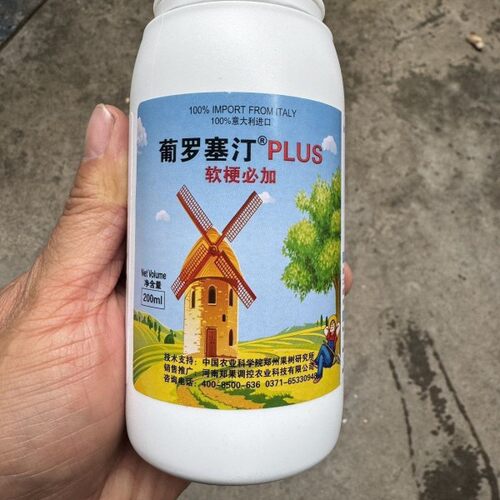 100% IMPORT FROM ITALY
100%意大利进口
葡罗塞汀®PLUS
软梗必加
Net Volume
净含量
200ml
技术支持：中国农业科学院郑州果树研究所
销售推广：河南郑果调控农业科技有限公司
咨询电话：400-8500-636 0371-6533094